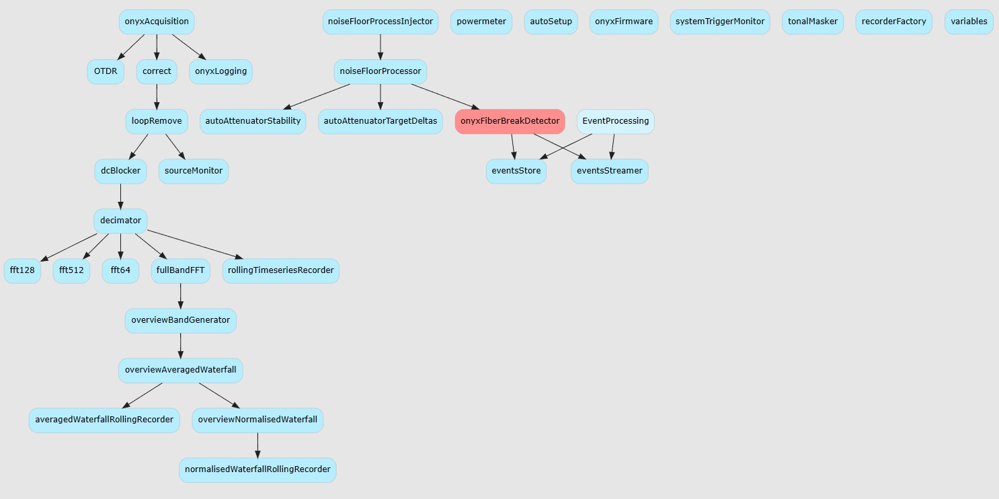 onyxAcquisition
noiseFloorProcessInjector
powermeter
autoSetup
onyxFirmware
systemTriggerMonitor
tonalMasker
recorderFactory
variables
OTDR
correct
onyxLogging
noiseFloorProcessor
loopRemove
autoAttenuatorStability
autoAttenuatorTargetDeltas
onyxFiberBreakDetector
EventProcessing
dcBlocker
sourceMonitor
eventsStore
eventsStreamer
decimator
fft128
fft512
fft64
fullBandFFT
rollingTimeseriesRecorder
overviewBandGenerator
overviewAveragedWaterfall
averagedWaterfallRollingRecorder
overviewNormalisedWaterfall
normalisedWaterfallRollingRecorder